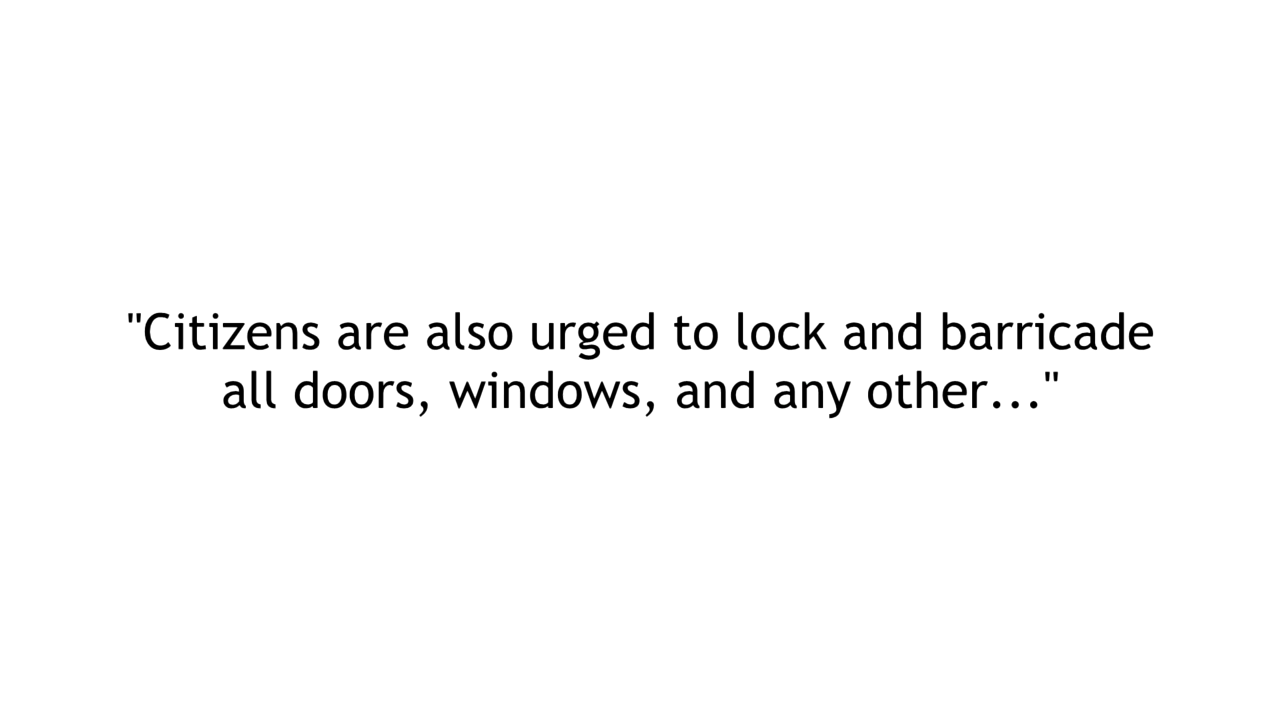 "Citizens are also urged to lock and barricade
all doors, windows, and any other..."